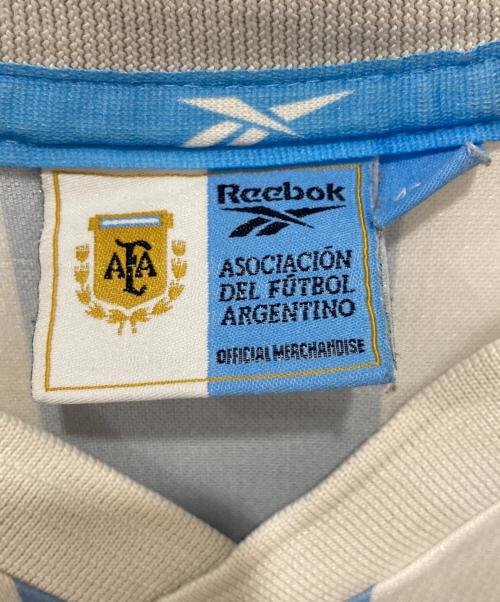 AFA
Reebok
ASOCIACIÓN
DEL FÚTBOL
ARGENTINO
OFFICIAL MERCHANDISE